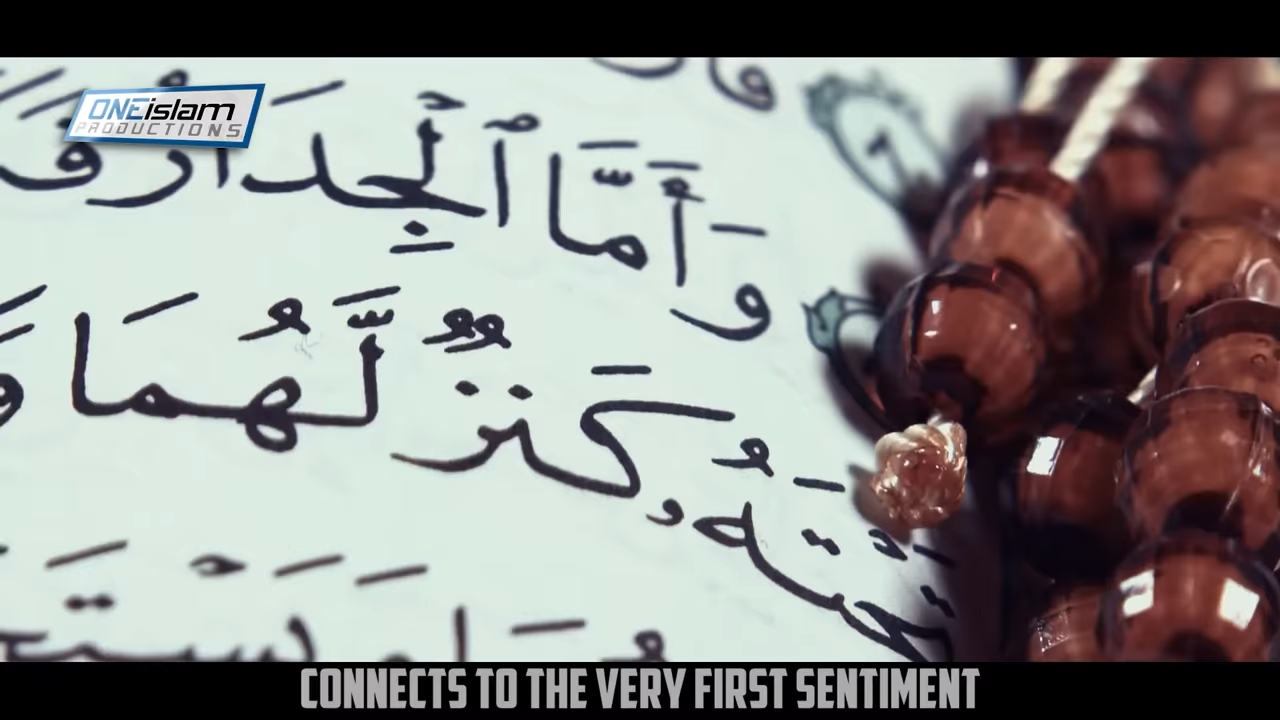 ONEislam
PRODUCTIONS
وَأَمَّا ٱلْجِدَارُ
تَحْتَهُۥ كَنزٌ لَّهُمَا
CONNECTS TO THE VERY FIRST SENTIMENT